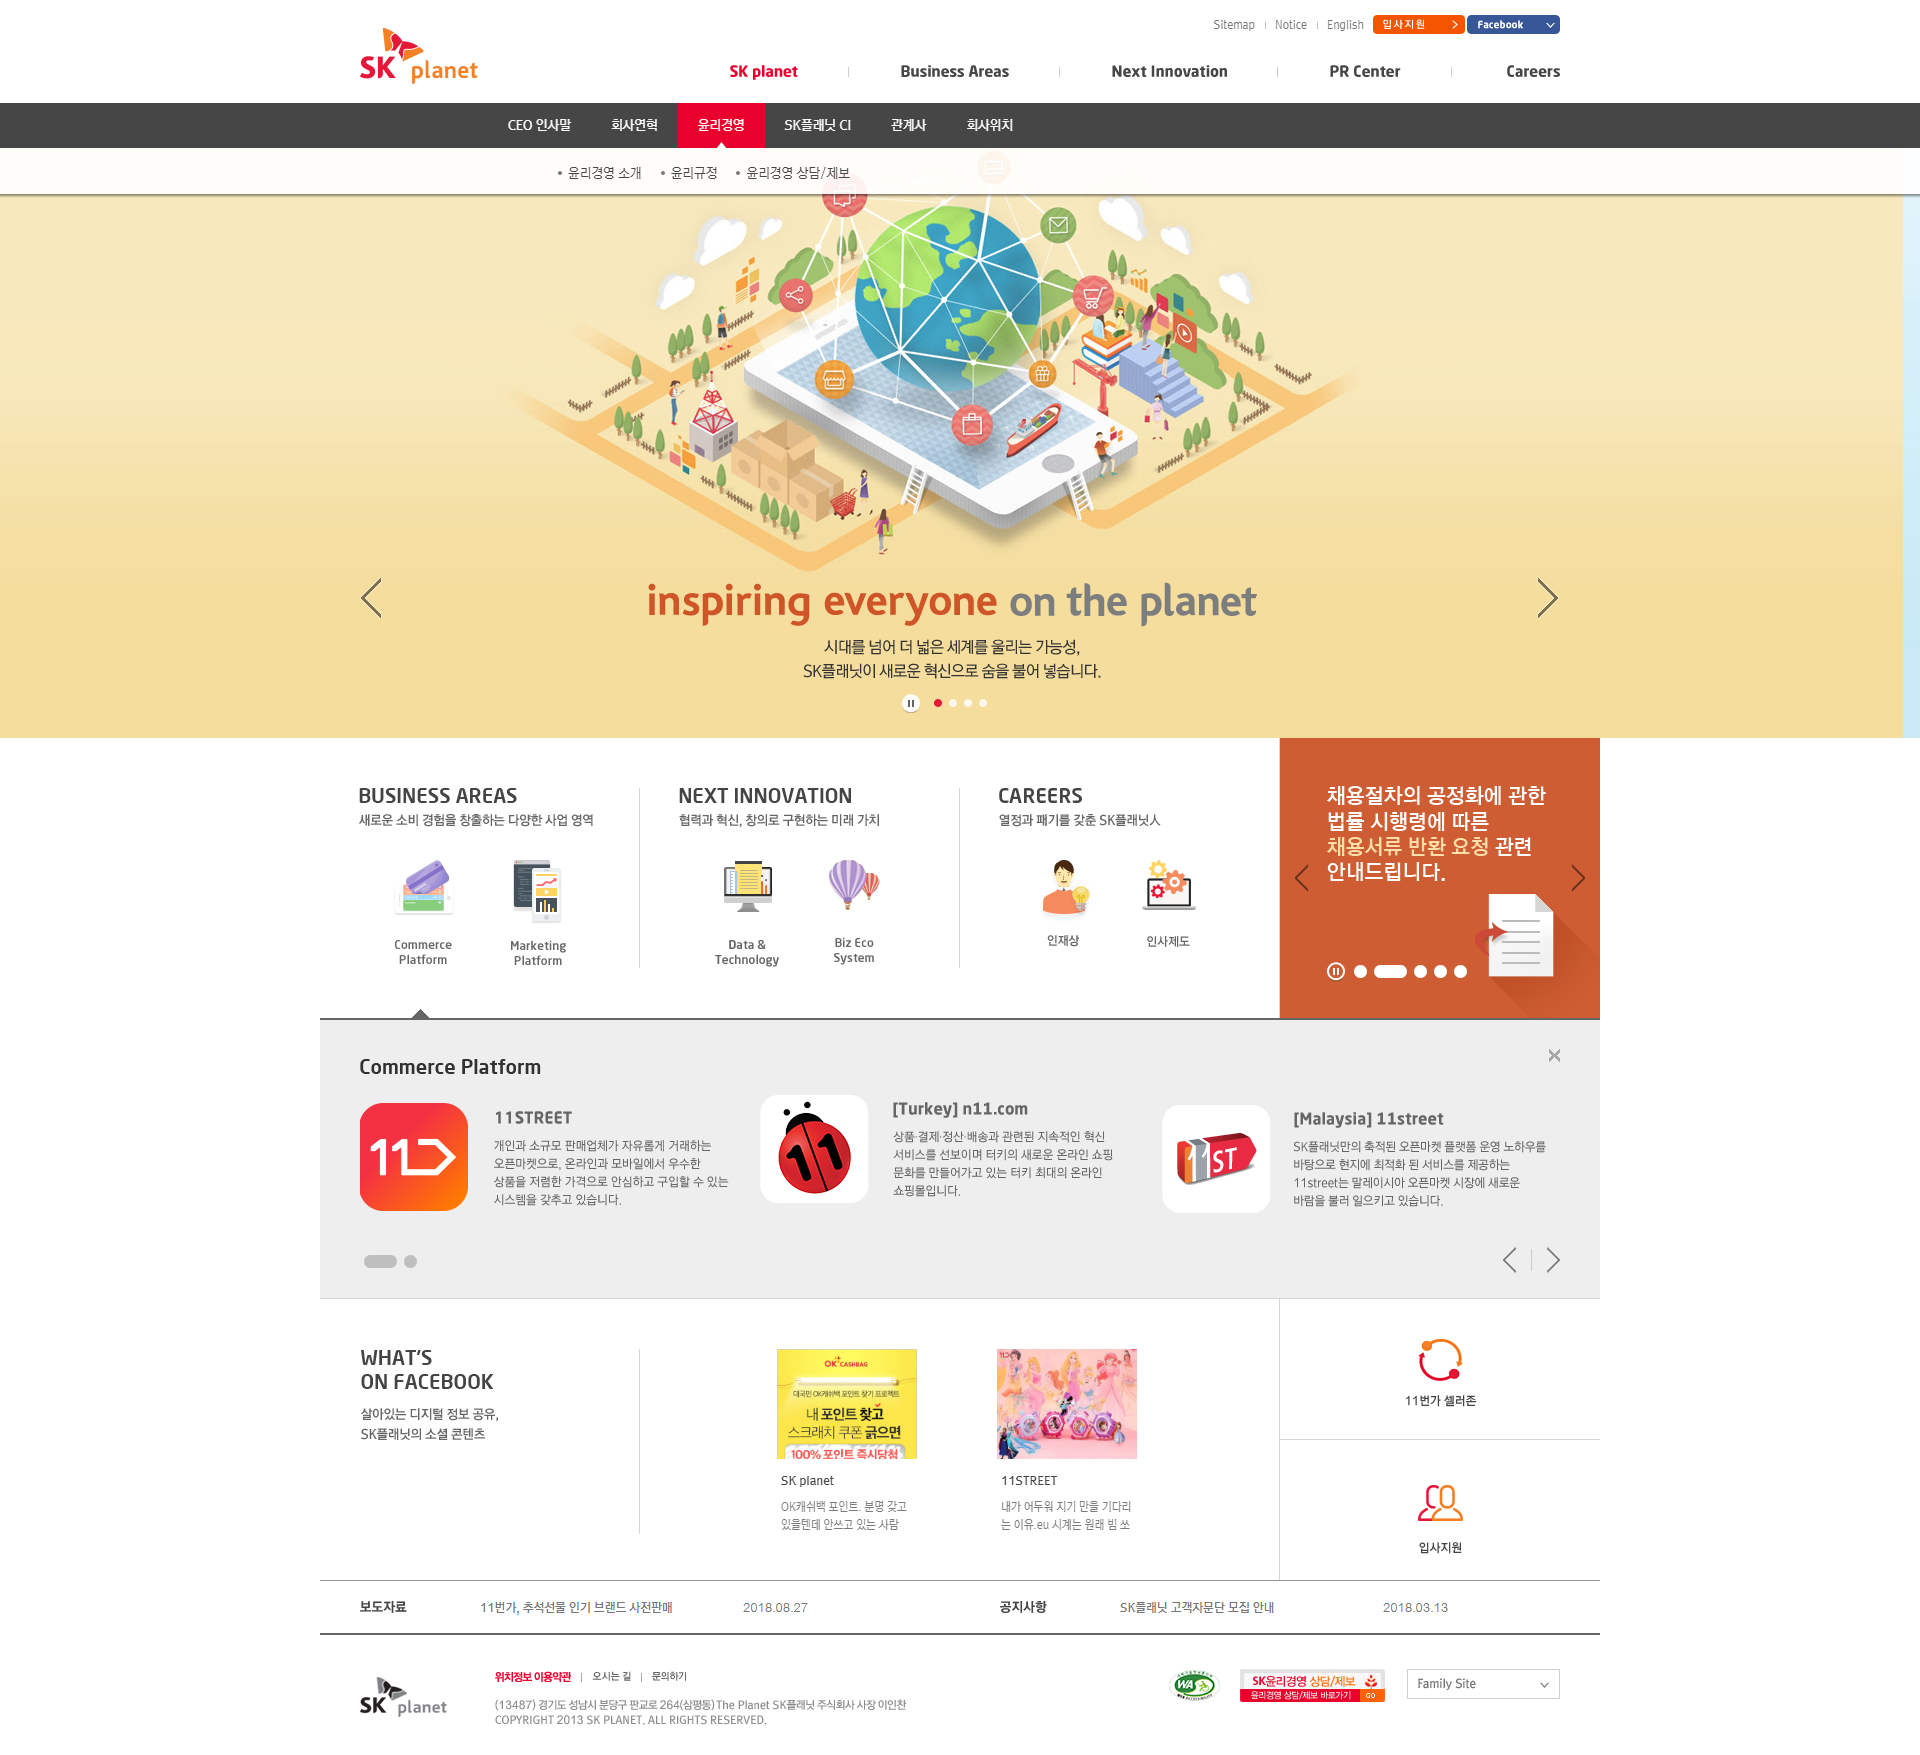 Sitemap
Notice
English
입사지원
Facebook
SK planet
SK planet
Business Areas
Next Innovation
PR Center
Careers
CEO 인사말
회사연혁
윤리경영
SK플래닛 CI
관계사
회사위치
윤리경영 소개
윤리규정
윤리경영 상담/제보
inspiring everyone on the planet
시대를 넘어 더 넓은 세계를 울리는 가능성,
SK플래닛이 새로운 혁신으로 숨을 불어 넣습니다.
BUSINESS AREAS
새로운 소비 경험을 창출하는 다양한 사업 영역
Commerce
Platform
Marketing
Platform
NEXT INNOVATION
협력과 혁신, 창의로 구현하는 미래 가치
Data &
Technology
Biz Eco
System
CAREERS
열정과 패기를 갖춘 SK플래닛人
인재상
인사제도
채용절차의 공정화에 관한
법률 시행령에 따른
채용서류 반환 요청 관련
안내드립니다.
Commerce Platform
11
11STREET
개인과 소규모 판매업체가 자유롭게 거래하는
오픈마켓으로, 온라인과 모바일에서 우수한
상품을 저렴한 가격으로 안심하고 구입할 수 있는
시스템을 갖추고 있습니다.
11
[Turkey] n11.com
상품·결제·정산·배송과 관련된 지속적인 혁신
서비스를 선보이며 터키의 새로운 온라인 쇼핑
문화를 만들어가고 있는 터키 최대의 온라인
쇼핑몰입니다.
11ST
[Malaysia] 11street
SK플래닛만의 축적된 오픈마켓 플랫폼 운영 노하우를
바탕으로 현지에 최적화 된 서비스를 제공하는
11street는 말레이시아 오픈마켓 시장에 새로운
바람을 불러 일으키고 있습니다.
WHAT'S
ON FACEBOOK
살아있는 디지털 정보 공유,
SK플래닛의 소셜 콘텐츠
OK CASHBAG
대국민 OK캐쉬백 포인트 찾기 프로젝트
내 포인트 찾고
스크래치 쿠폰 긁으면
100% 포인트 즉시당첨
SK planet
OK캐쉬백 포인트. 분명 갖고
있을텐데 안쓰고 있는 사람
11STREET
내가 어두워 지기 만을 기다리
는 이유.eu 시계는 원래 빔 쏘
11번가 셀러존
입사지원
보도자료
11번가, 추석선물 인기 브랜드 사전판매
2018.08.27
공지사항
SK플래닛 고객자문단 모집 안내
2018.03.13
SK planet
위치정보 이용약관
오시는 길
문의하기
(13487) 경기도 성남시 분당구 판교로 264(삼평동) The Planet SK플래닛 주식회사 사장 이인찬
COPYRIGHT 2013 SK PLANET, ALL RIGHTS RESERVED.
WA
SK윤리경영 상담/제보
윤리경영 상담/제보 바로가기 GO
Family Site